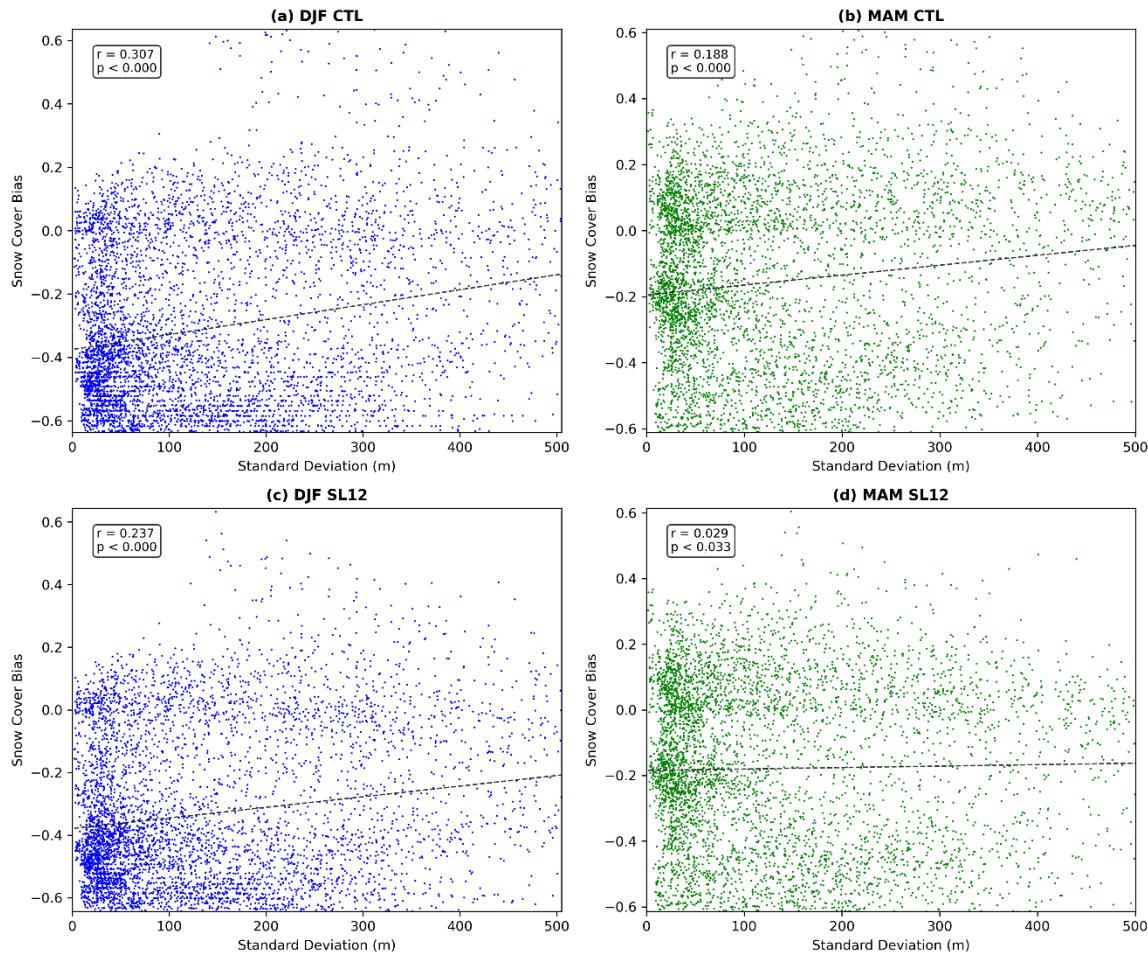 (a) DJF CTL
r = 0.307
p < 0.000
0.6
0.4
0.2
0.0
−0.2
−0.4
−0.6
Snow Cover Bias
0 100 200 300 400 500
Standard Deviation (m)
(b) MAM CTL
r = 0.188
p < 0.000
0.6
0.4
0.2
0.0
−0.2
−0.4
−0.6
Snow Cover Bias
0 100 200 300 400 500
Standard Deviation (m)
(c) DJF SL12
r = 0.237
p < 0.000
0.6
0.4
0.2
0.0
−0.2
−0.4
−0.6
Snow Cover Bias
0 100 200 300 400 500
Standard Deviation (m)
(d) MAM SL12
r = 0.029
p < 0.033
0.6
0.4
0.2
0.0
−0.2
−0.4
−0.6
Snow Cover Bias
0 100 200 300 400 500
Standard Deviation (m)